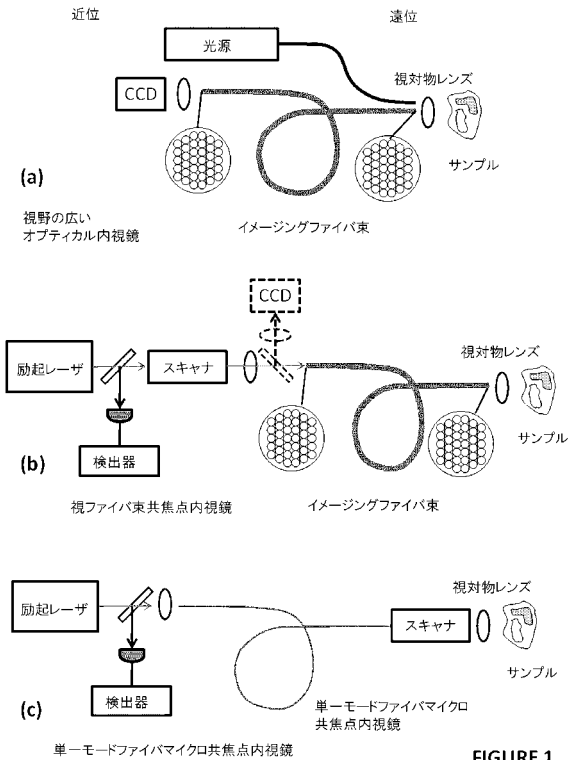 近位
遠位
光源
CCD
視対物レンズ
サンプル
(a)
視野の広い
オプティカル内視鏡
イメージングファイバ束
CCD
励起レーザ
スキャナ
視対物レンズ
サンプル
(b)
検出器
視ファイバ束共焦点内視鏡
イメージングファイバ束
励起レーザ
視対物レンズ
スキャナ
サンプル
(c)
検出器
単一モードファイバマイクロ
共焦点内視鏡
単一モードファイバマイクロ共焦点内視鏡
FIGURE 1